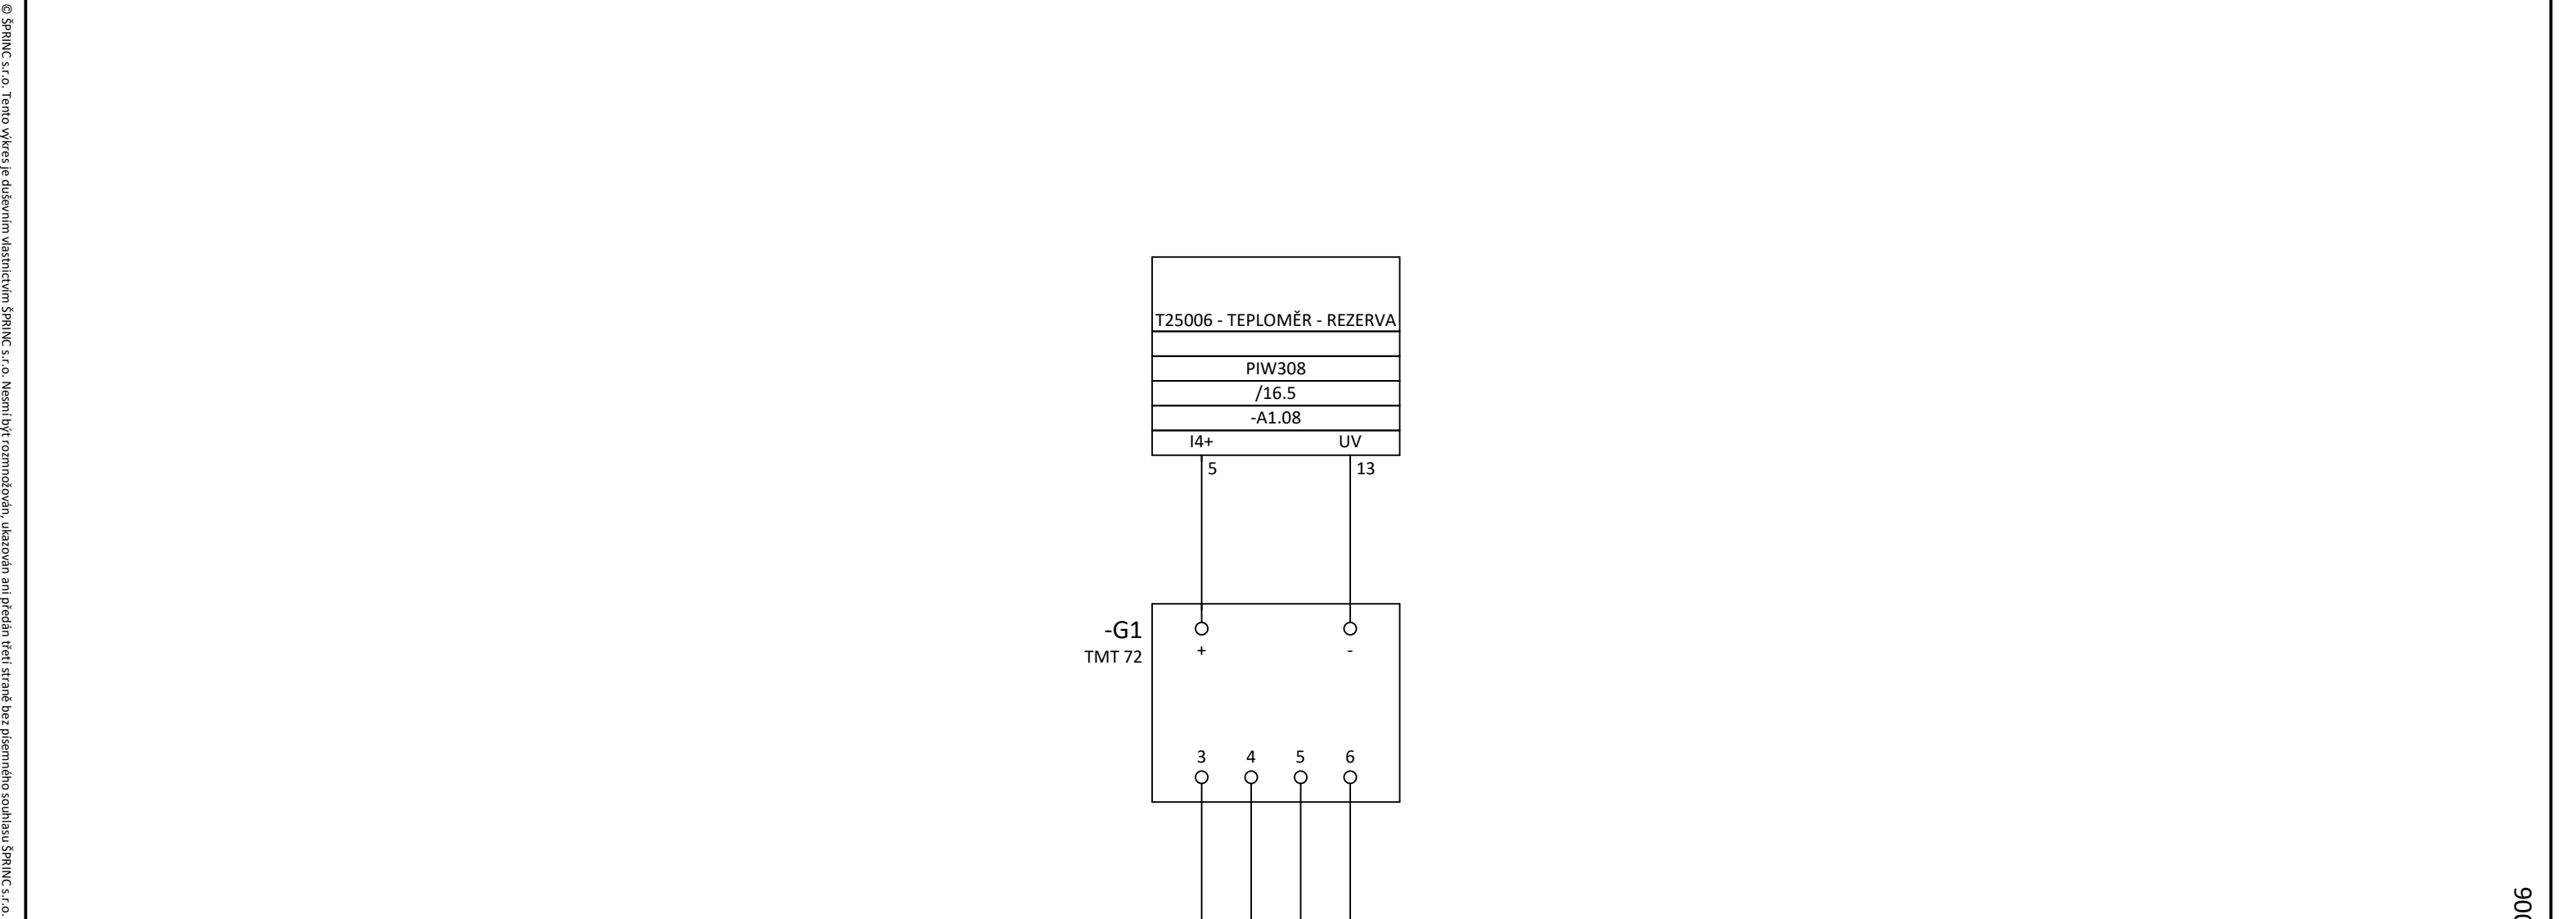 © ŠPRINC s.r.o. Tento výkres je duševním vlastnictvím ŠPRINC s.r.o. Nesmí být rozmnožován, ukazován ani předán třetí straně bez písemného souhlasu ŠPRINC s.r.o.
T25006 - TEPLOMĚR - REZERVA
PIW308
/16.5
-A1.08
I4+ UV
5 13
-G1
TMT 72
+ -
3 4 5 6